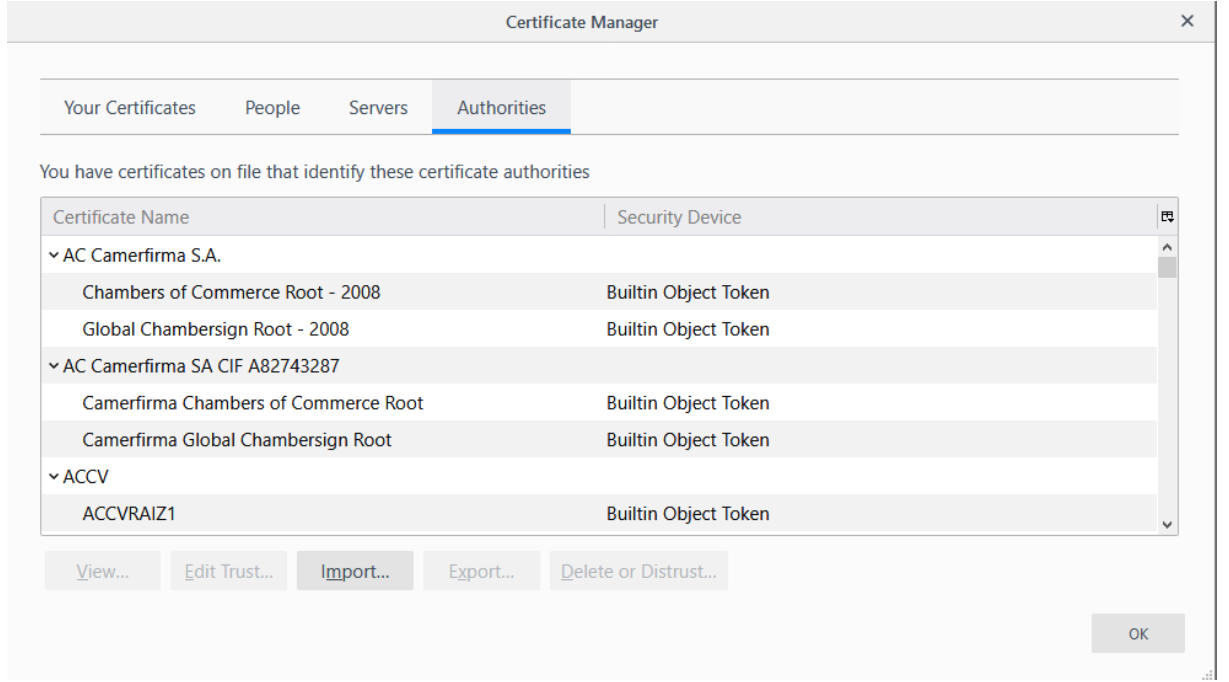 Certificate Manager
Your Certificates People Servers Authorities
You have certificates on file that identify these certificate authorities
Certificate Name Security Device
AC Camerfirma S.A.
Chambers of Commerce Root - 2008 Builtin Object Token
Global Chambersign Root - 2008 Builtin Object Token
AC Camerfirma SA CIF A82743287
Camerfirma Chambers of Commerce Root Builtin Object Token
Camerfirma Global Chambersign Root Builtin Object Token
ACCV
ACCVRAIZ1 Builtin Object Token
View... Edit Trust... Import... Export... Delete or Distrust...
OK